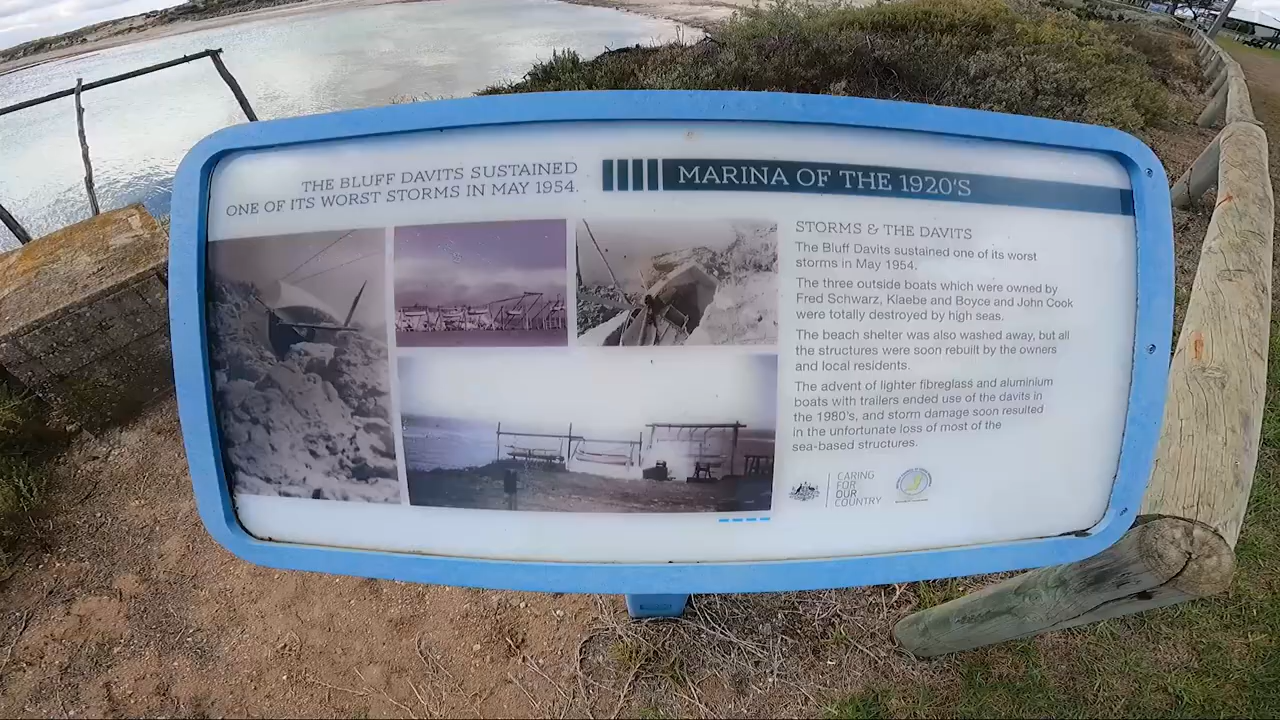 THE BLUFF DAVITS SUSTAINED
ONE OF ITS WORST STORMS IN MAY 1954.
MARINA OF THE 1920'S
STORMS & THE DAVITS
The Bluff Davits sustained one of its worst
storms in May 1954.
The three outside boats which were owned by
Fred Schwarz, Klaebe and Boyce and John Cook
were totally destroyed by high seas.
The beach shelter was also washed away, but all
the structures were soon rebuilt by the owners
and local residents.
The advent of lighter fibreglass and aluminium
boats with trailers ended use of the davits in
the 1980's, and storm damage soon resulted
in the unfortunate loss of most of the
sea-based structures.
CARING
FOR
OUR
COUNTRY